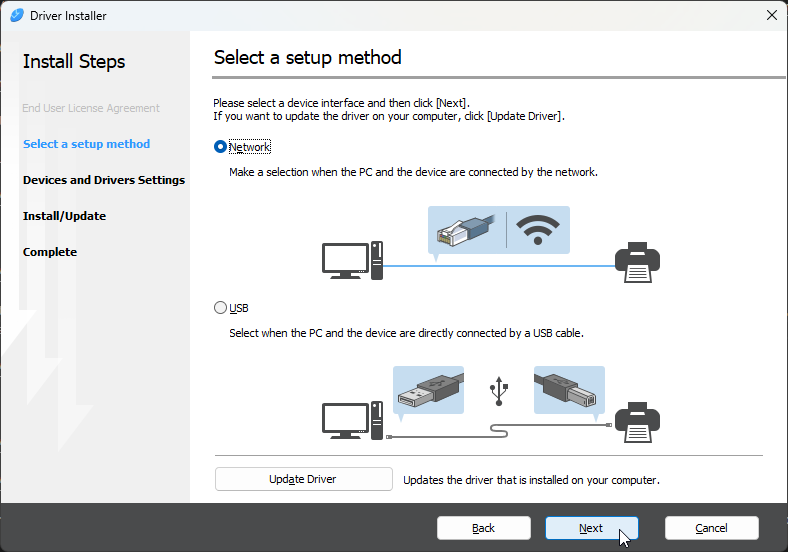 Driver Installer
Install Steps
End User License Agreement
Select a setup method
Devices and Drivers Settings
Install/Update
Complete
Select a setup method
Please select a device interface and then click [Next].
If you want to update the driver on your computer, click [Update Driver].
Network
Make a selection when the PC and the device are connected by the network.
USB
Select when the PC and the device are directly connected by a USB cable.
Update Driver
Updates the driver that is installed on your computer.
Back
Next
Cancel